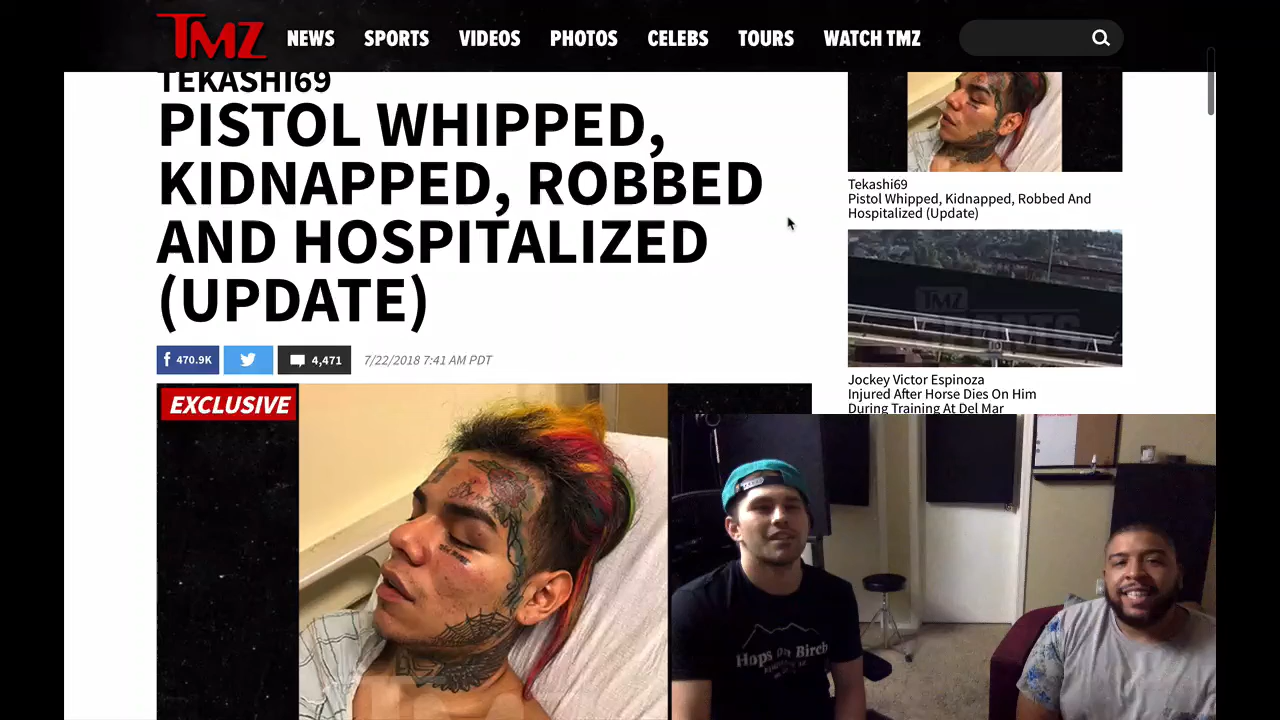 TMZ
NEWS SPORTS VIDEOS PHOTOS CELEBS TOURS WATCH TMZ
TEKASHI69
PISTOL WHIPPED,
KIDNAPPED, ROBBED
AND HOSPITALIZED
(UPDATE)
470.9K
4,471
7/22/2018 7:41 AM PDT
EXCLUSIVE
Tekashi69
Pistol Whipped, Kidnapped, Robbed And
Hospitalized (Update)
TMZ
SPORTS
Jockey Victor Espinoza
Injured After Horse Dies On Him
During Training At Del Mar
Birch